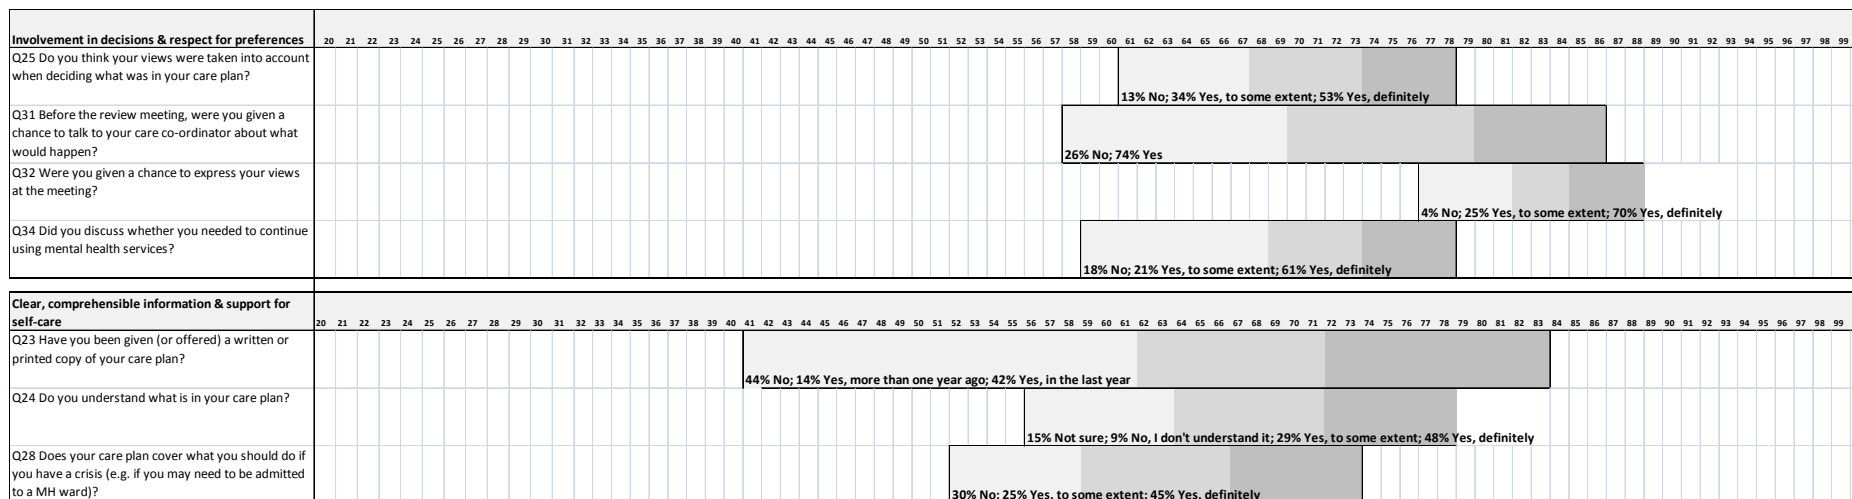 Involvement in decisions & respect for preferences 20 21 22 23 24 25 26 27 28 29 30 31 32 33 34 35 36 37 38 39 40 41 42 43 44 45 46 47 48 49 50 51 52 53 54 55 56 57 58 59 60 61 62 63 64 65 66 67 68 69 70 71 72 73 74 75 76 77 78 79 80 81 82 83 84 85 86 87 88 89 90 91 92 93 94 95 96 97 98 99
Q25 Do you think your views were taken into account
when deciding what was in your care plan?
13% No; 34% Yes, to some extent; 53% Yes, definitely
Q31 Before the review meeting, were you given a
chance to talk to your care co-ordinator about what
would happen?
26% No; 74% Yes
Q32 Were you given a chance to express your views
at the meeting?
4% No; 25% Yes, to some extent; 70% Yes, definitely
Q34 Did you discuss whether you needed to continue
using mental health services?
18% No; 21% Yes, to some extent; 61% Yes, definitely
Clear, comprehensible information & support for
self-care 20 21 22 23 24 25 26 27 28 29 30 31 32 33 34 35 36 37 38 39 40 41 42 43 44 45 46 47 48 49 50 51 52 53 54 55 56 57 58 59 60 61 62 63 64 65 66 67 68 69 70 71 72 73 74 75 76 77 78 79 80 81 82 83 84 85 86 87 88 89 90 91 92 93 94 95 96 97 98 99
Q23 Have you been given (or offered) a written or
printed copy of your care plan?
44% No; 14% Yes, more than one year ago; 42% Yes, in the last year
Q24 Do you understand what is in your care plan?
15% Not sure; 9% No, I don't understand it; 29% Yes, to some extent; 48% Yes, definitely
Q28 Does your care plan cover what you should do if
you have a crisis (e.g. if you may need to be admitted
to a MH ward)?
30% No; 25% Yes, to some extent; 45% Yes, definitely